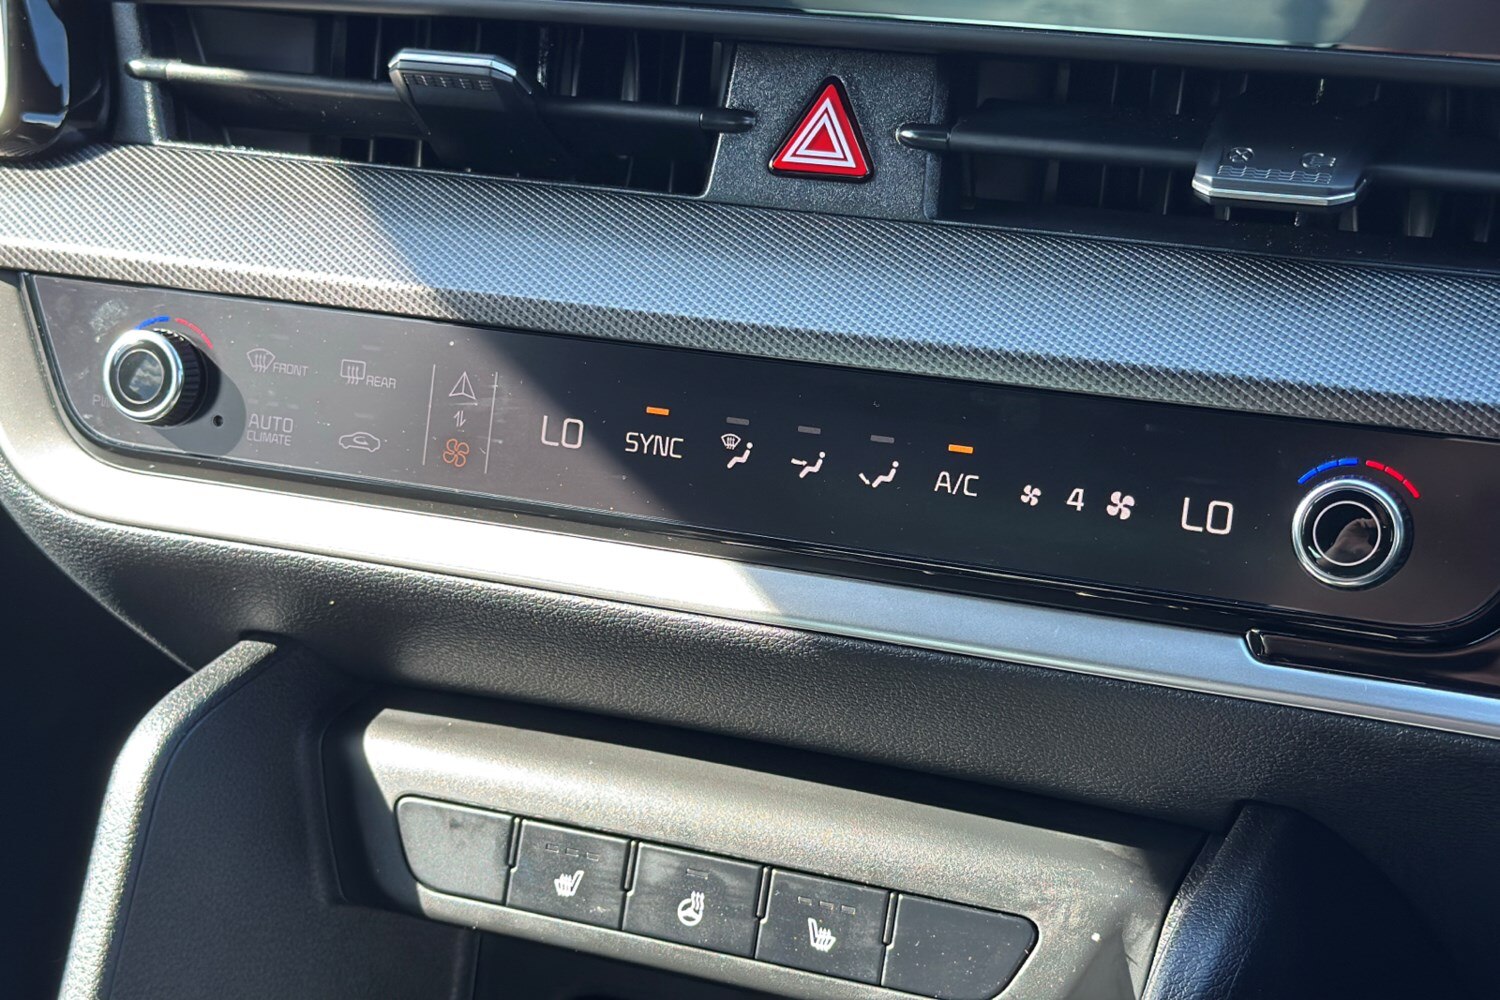 FRONT
REAR
AUTO
CLIMATE
LO
SYNC
A/C
4
LO